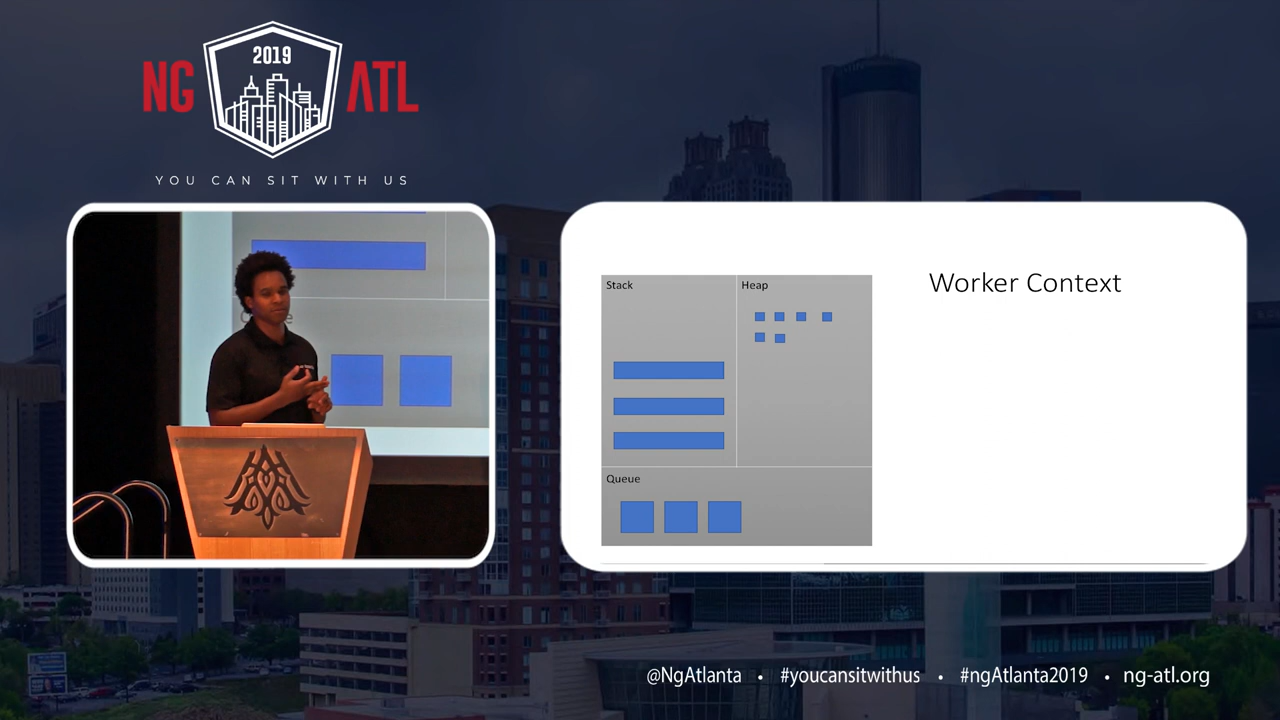 2019
NG ATL
YOU CAN SIT WITH US
Stack
Heap
Worker Context
Queue
@NgAtlanta • #youcansitwithus • #ngAtlanta2019 • ng-atl.org